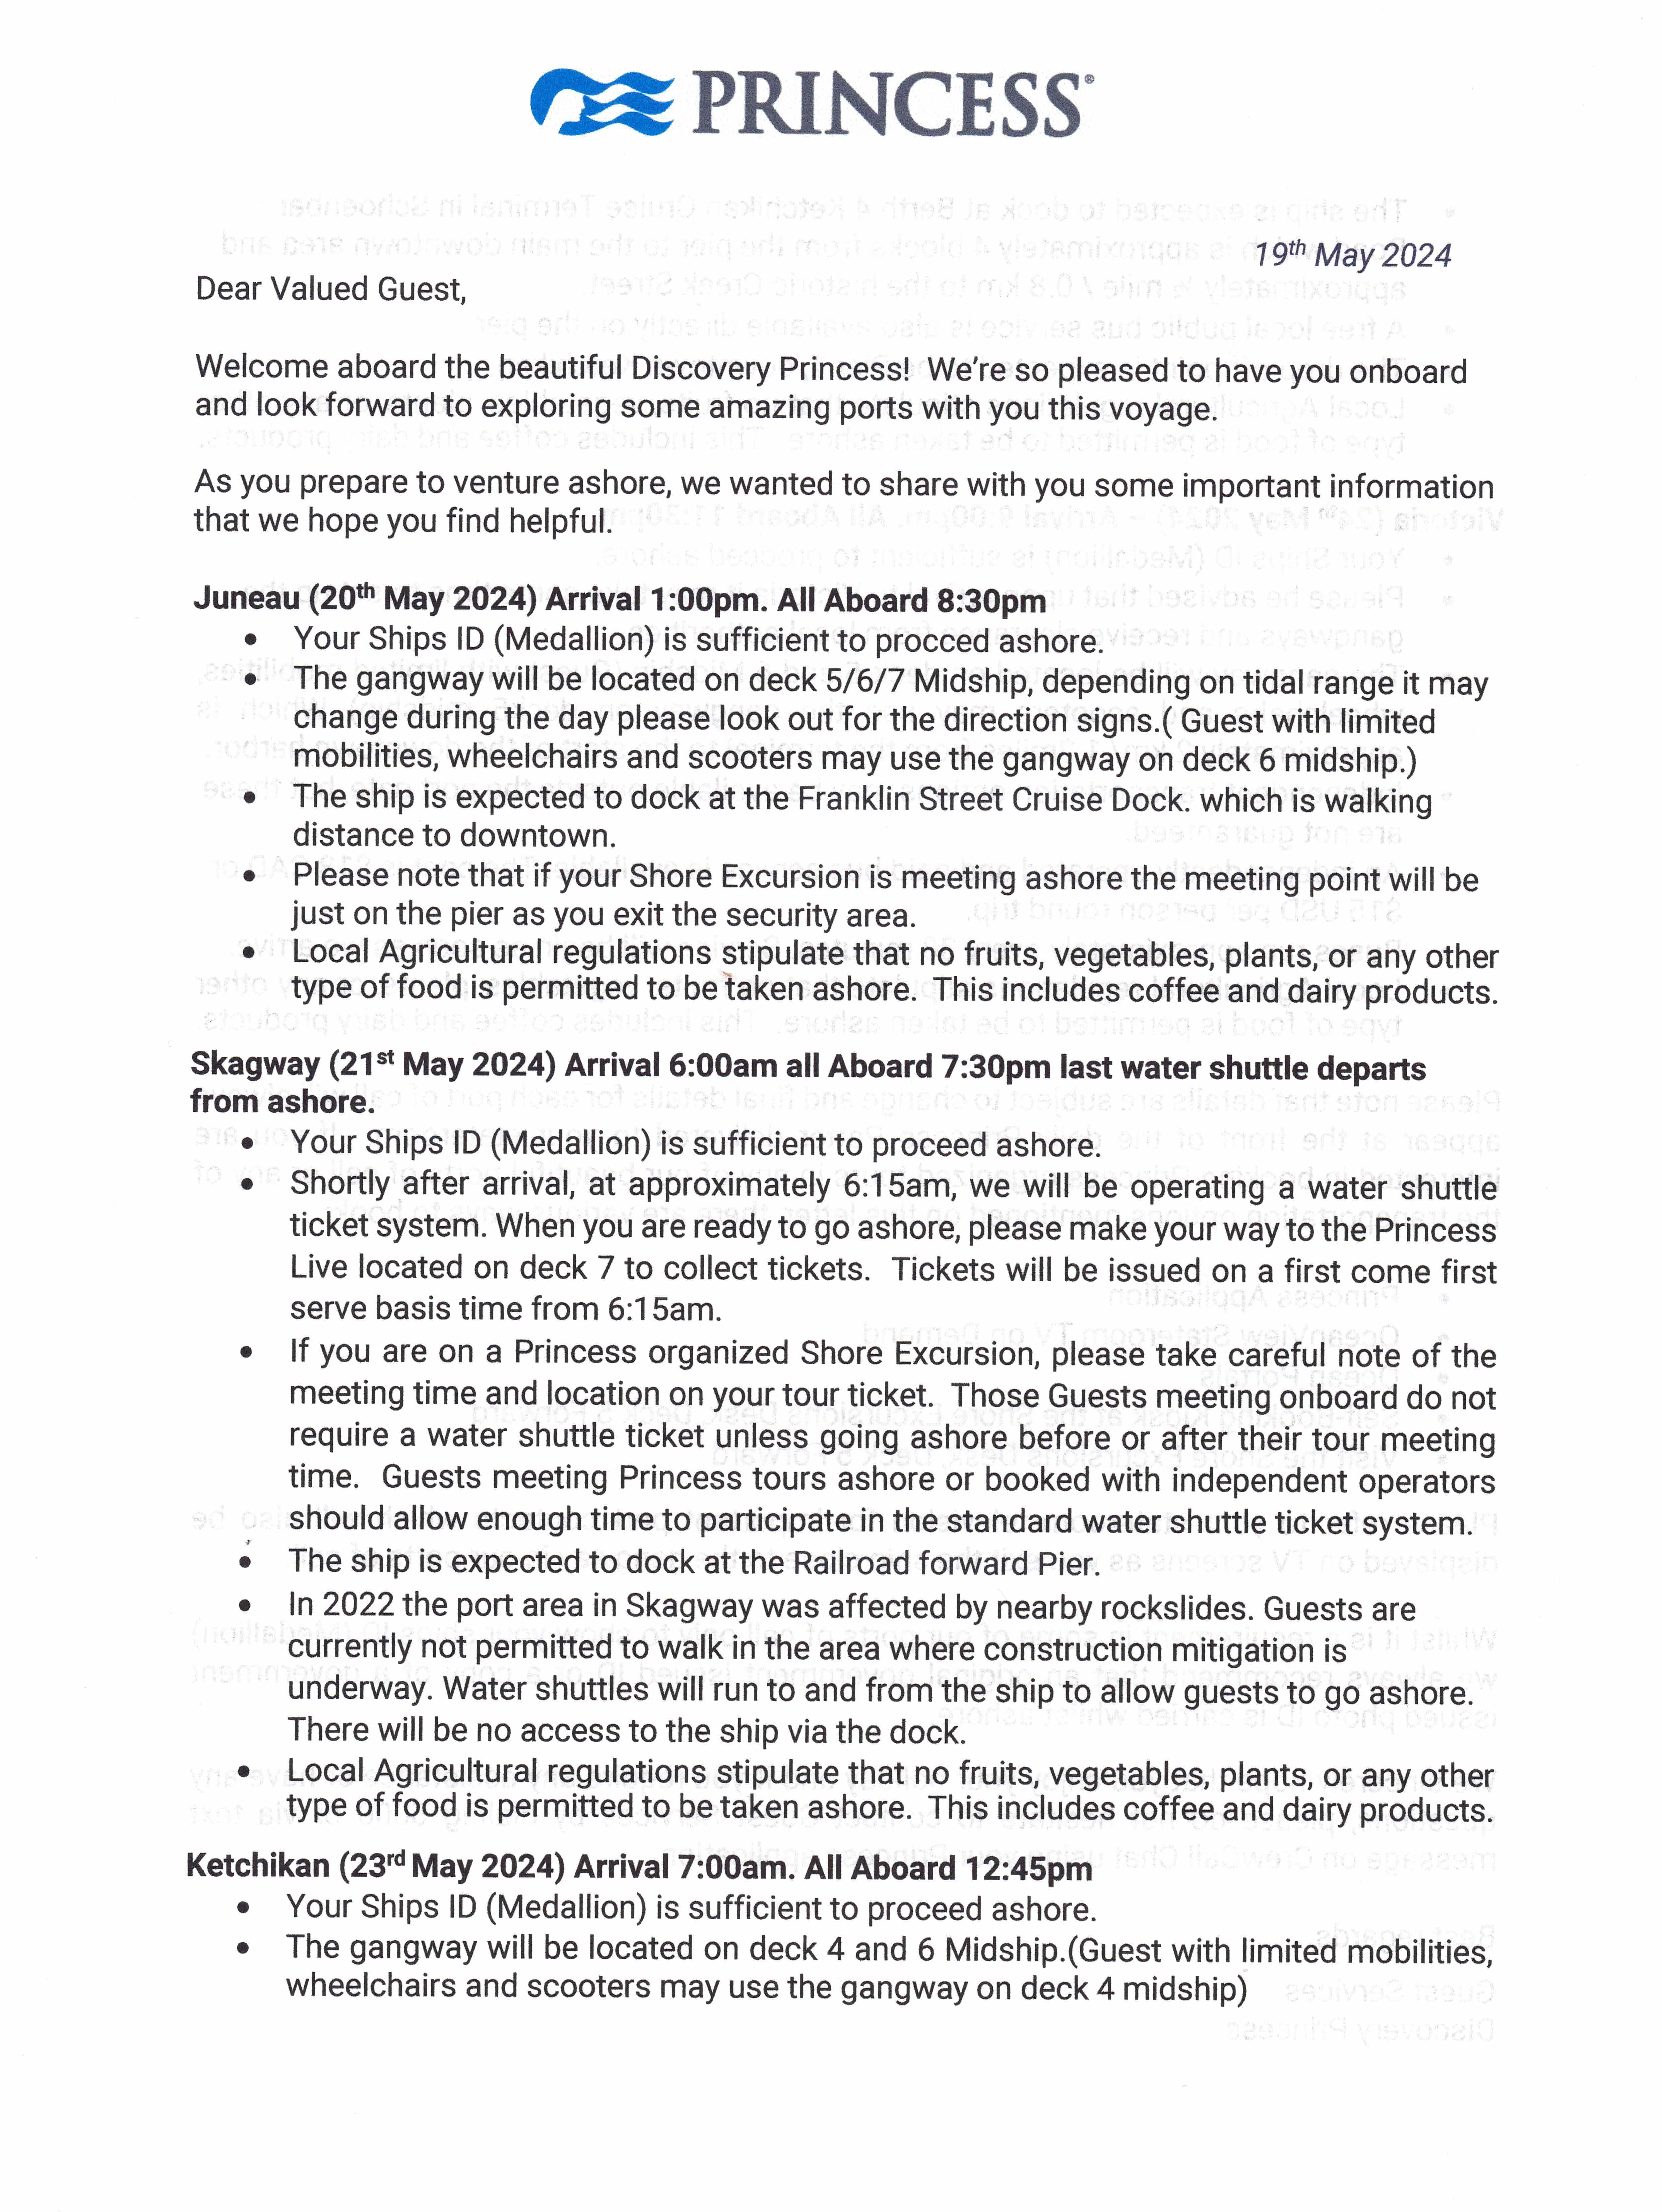 PRINCESS®
19th May 2024
Dear Valued Guest,
Welcome aboard the beautiful Discovery Princess!  We're so pleased to have you onboard
and look forward to exploring some amazing ports with you this voyage.
As you prepare to venture ashore, we wanted to share with you some important information
that we hope you find helpful.
Juneau (20th May 2024) Arrival 1:00pm. All Aboard 8:30pm
• Your Ships ID (Medallion) is sufficient to procced ashore.
• The gangway will be located on deck 5/6/7 Midship, depending on tidal range it may
change during the day please look out for the direction signs.( Guest with limited
mobilities, wheelchairs and scooters may use the gangway on deck 6 midship.)
• The ship is expected to dock at the Franklin Street Cruise Dock. which is walking
distance to downtown.
• Please note that if your Shore Excursion is meeting ashore the meeting point will be
just on the pier as you exit the security area.
• Local Agricultural regulations stipulate that no fruits, vegetables, plants, or any other
type of food is permitted to be taken ashore.  This includes coffee and dairy products.
Skagway (21st May 2024) Arrival 6:00am all Aboard 7:30pm last water shuttle departs
from ashore.
• Your Ships ID (Medallion) is sufficient to proceed ashore.
• Shortly after arrival, at approximately 6:15am, we will be operating a water shuttle
ticket system. When you are ready to go ashore, please make your way to the Princess
Live located on deck 7 to collect tickets.  Tickets will be issued on a first come first
serve basis time from 6:15am.
• If you are on a Princess organized Shore Excursion, please take careful note of the
meeting time and location on your tour ticket.  Those Guests meeting onboard do not
require a water shuttle ticket unless going ashore before or after their tour meeting
time.  Guests meeting Princess tours ashore or booked with independent operators
should allow enough time to participate in the standard water shuttle ticket system.
• The ship is expected to dock at the Railroad forward Pier.
• In 2022 the port area in Skagway was affected by nearby rockslides. Guests are
currently not permitted to walk in the area where construction mitigation is
underway. Water shuttles will run to and from the ship to allow guests to go ashore.
There will be no access to the ship via the dock.
• Local Agricultural regulations stipulate that no fruits, vegetables, plants, or any other
type of food is permitted to be taken ashore.  This includes coffee and dairy products.
Ketchikan (23rd May 2024) Arrival 7:00am. All Aboard 12:45pm
• Your Ships ID (Medallion) is sufficient to proceed ashore.
• The gangway will be located on deck 4 and 6 Midship.(Guest with limited mobilities,
wheelchairs and scooters may use the gangway on deck 4 midship)